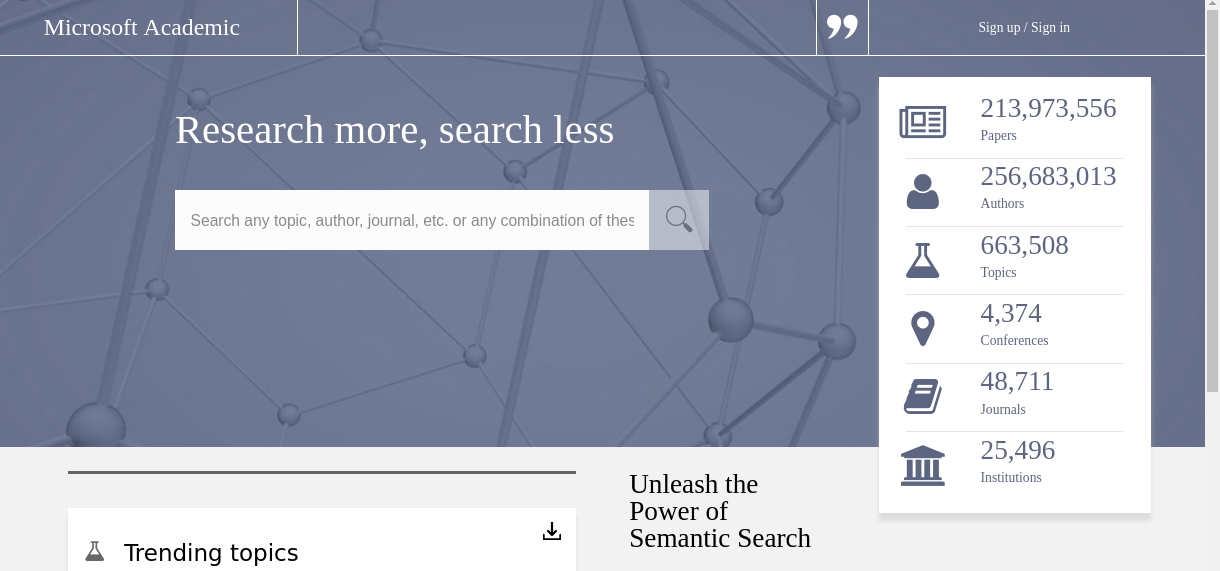 Microsoft Academic
Sign up / Sign in
Research more, search less
Search any topic, author, journal, etc. or any combination of thes
213,973,556
Papers
256,683,013
Authors
663,508
Topics
4,374
Conferences
48,711
Journals
25,496
Institutions
Trending topics
Unleash the
Power of
Semantic Search